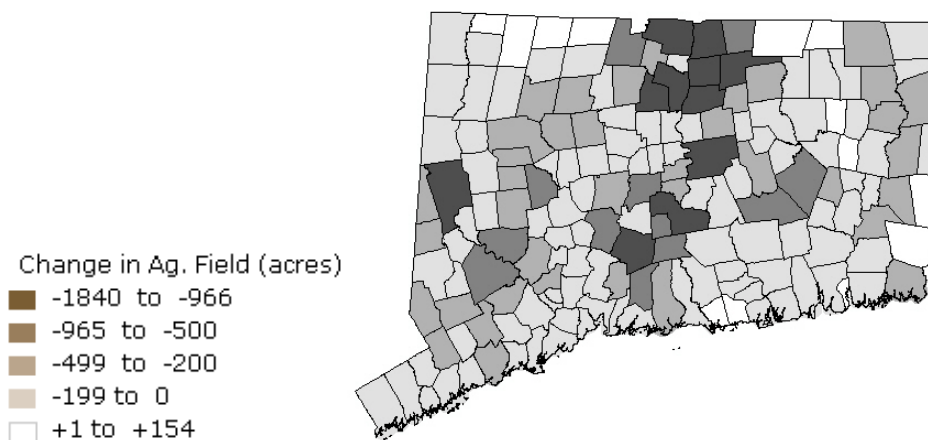 Change in Ag. Field (acres)
-1840 to -966
-965 to -500
-499 to -200
-199 to 0
+1 to +154